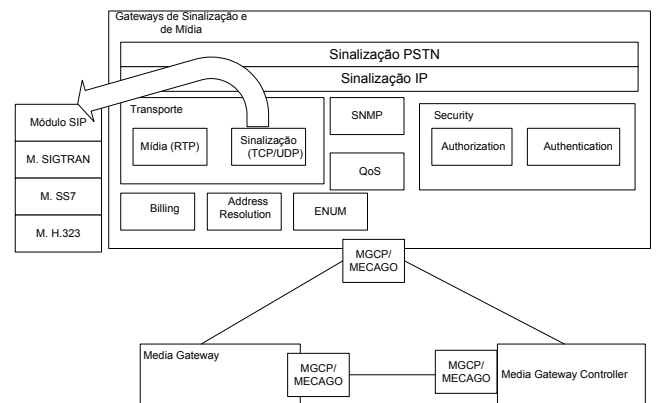 Gateways de Sinalização e
de Mïdia
Sinalização PSTN
Sinalização IP
Transporte
Mídia (RTP)
Sinalização
(TCP/UDP)
SNMP
QoS
Security
Authorization
Authentication
Billing
Address
Resolution
ENUM
Módulo SIP
M. SIGTRAN
M. SS7
M. H.323
MGCP/
MECAGO
Media Gateway
MGCP/
MECAGO
MGCP/
MECAGO
Media Gateway Controller